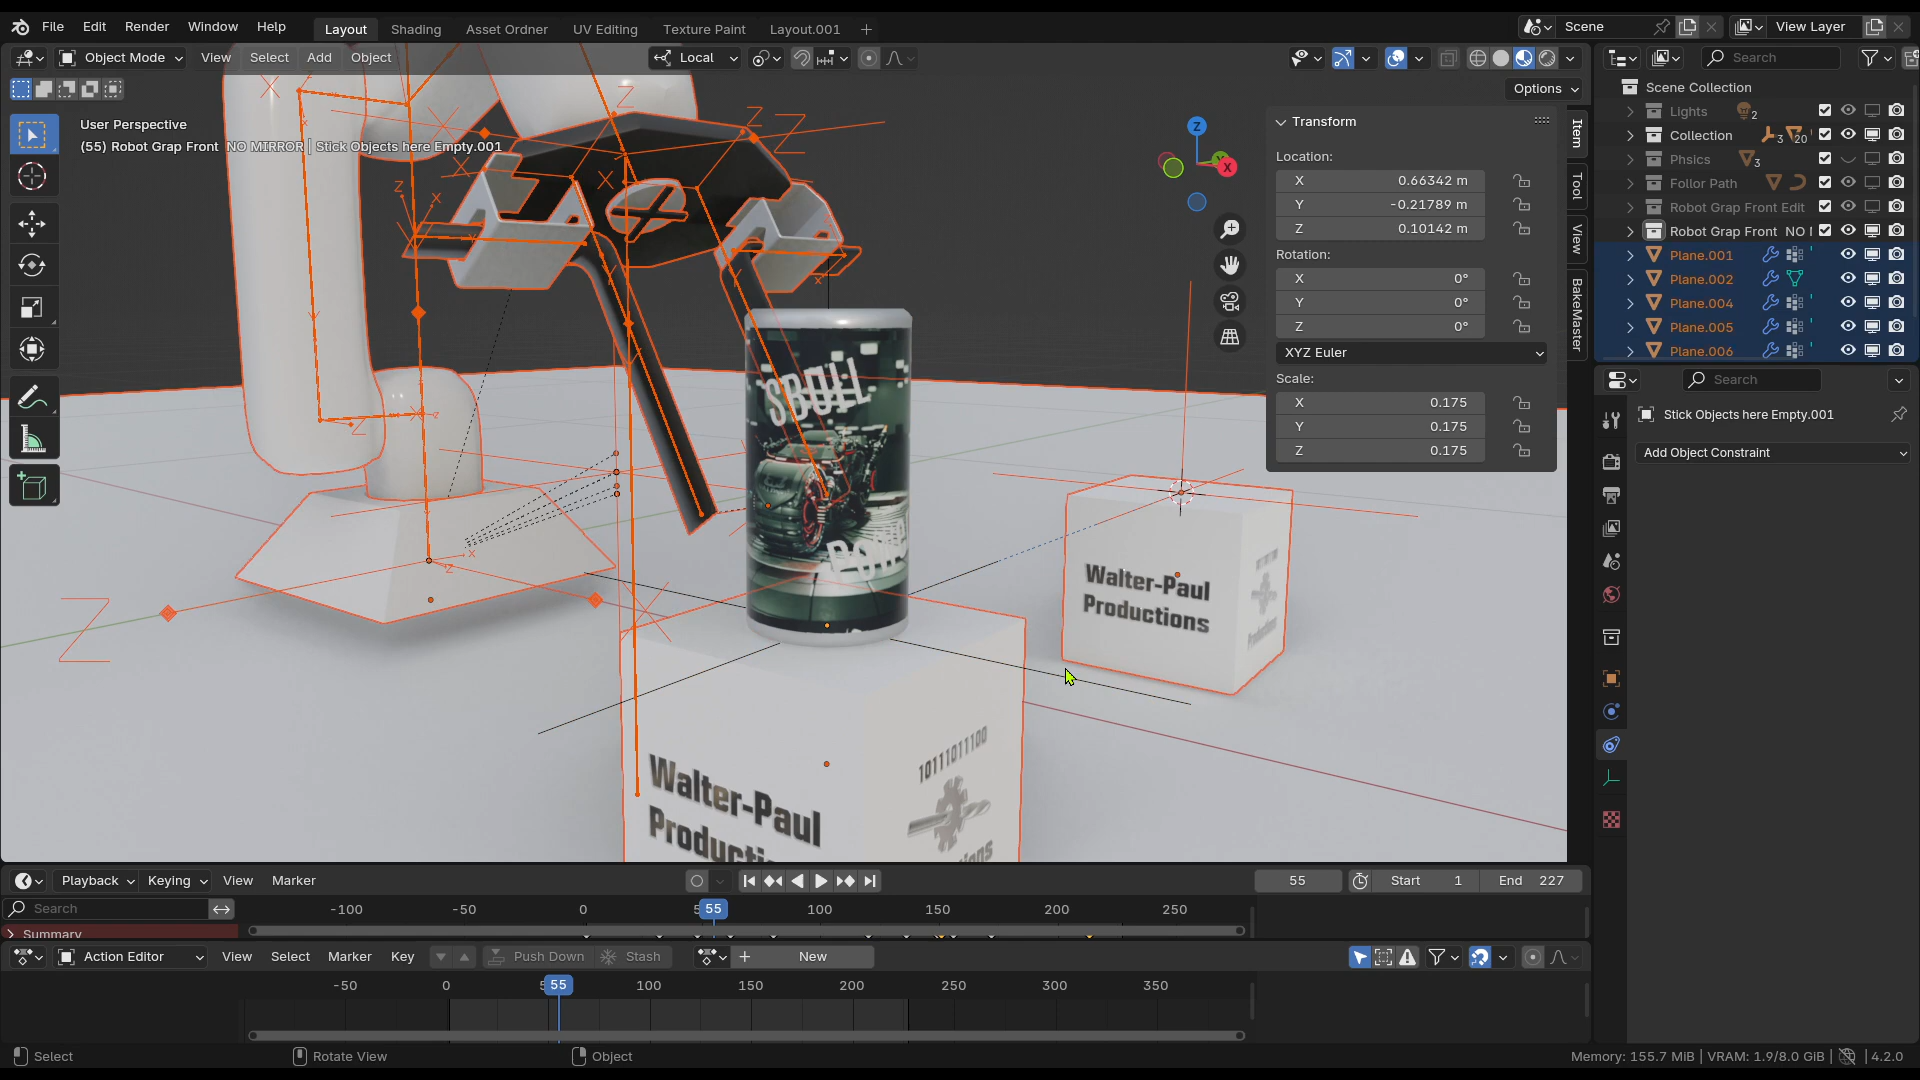 File Edit Render Window Help Layout Shading Asset Ordner UV Editing Texture Paint Layout.001 + Scene View Layer
Object Mode View Select Add Object Local Search
Options
User Perspective
(55) Robot Grap Front NO MIRROR | Stick Objects here Empty.001
Z
X
Transform
Location:
X 0.66342 m
Y -0.21789 m
Z 0.10142 m
Rotation:
X 0°
Y 0°
Z 0°
XYZ Euler
Scale:
X 0.175
Y 0.175
Z 0.175
Item
Tool
View
BakeMaster
Scene Collection
Lights 2
Collection 3 20
Phsics 3
Follor Path
Robot Grap Front Edit
Robot Grap Front NO
Plane.001
Plane.002
Plane.004
Plane.005
Plane.006
Search
Stick Objects here Empty.001
Add Object Constraint
Walter-Paul
Productions
Walter-Paul
10111011100
Playback Keying View Marker 55 Start 1 End 227
Search -100 -50 0 55 100 150 200 250
Summary
Action Editor View Select Marker Key Push Down Stash + New
-50 0 55 100 150 200 250 300 350
Select Rotate View Object Memory: 155.7 MiB | VRAM: 1.9/8.0 GiB | 4.2.0